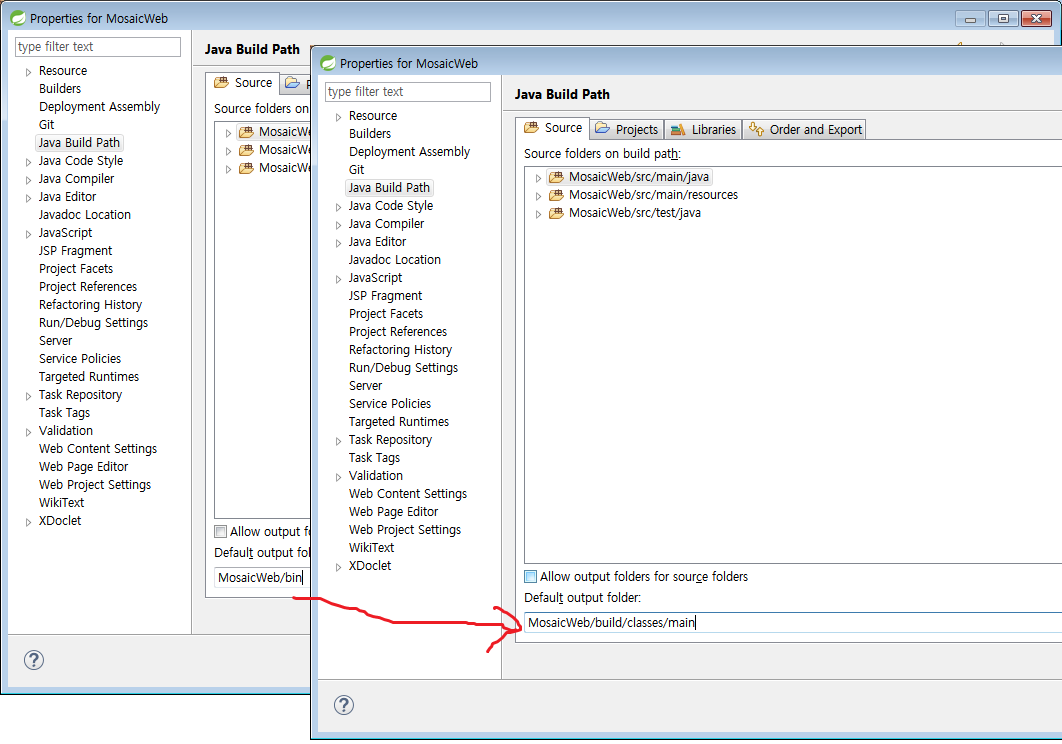 Properties for MosaicWeb
type filter text
Resource
Builders
Deployment Assembly
Git
Java Build Path
Java Code Style
Java Compiler
Java Editor
Javadoc Location
JavaScript
JSP Fragment
Project Facets
Project References
Refactoring History
Run/Debug Settings
Server
Service Policies
Targeted Runtimes
Task Repository
Task Tags
Validation
Web Content Settings
Web Page Editor
Web Project Settings
WikiText
XDoclet
Java Build Path
Source
Source folders on
MosaicWe
MosaicWe
MosaicWe
Allow output fo
Default output fol
MosaicWeb/bin
Properties for MosaicWeb
type filter text
Resource
Builders
Deployment Assembly
Git
Java Build Path
Java Code Style
Java Compiler
Java Editor
Javadoc Location
JavaScript
JSP Fragment
Project Facets
Project References
Refactoring History
Run/Debug Settings
Server
Service Policies
Targeted Runtimes
Task Repository
Task Tags
Validation
Web Content Settings
Web Page Editor
Web Project Settings
WikiText
XDoclet
Java Build Path
Source Projects Libraries Order and Export
Source folders on build path:
MosaicWeb/src/main/java
MosaicWeb/src/main/resources
MosaicWeb/src/test/java
Allow output folders for source folders
Default output folder:
MosaicWeb/build/classes/main